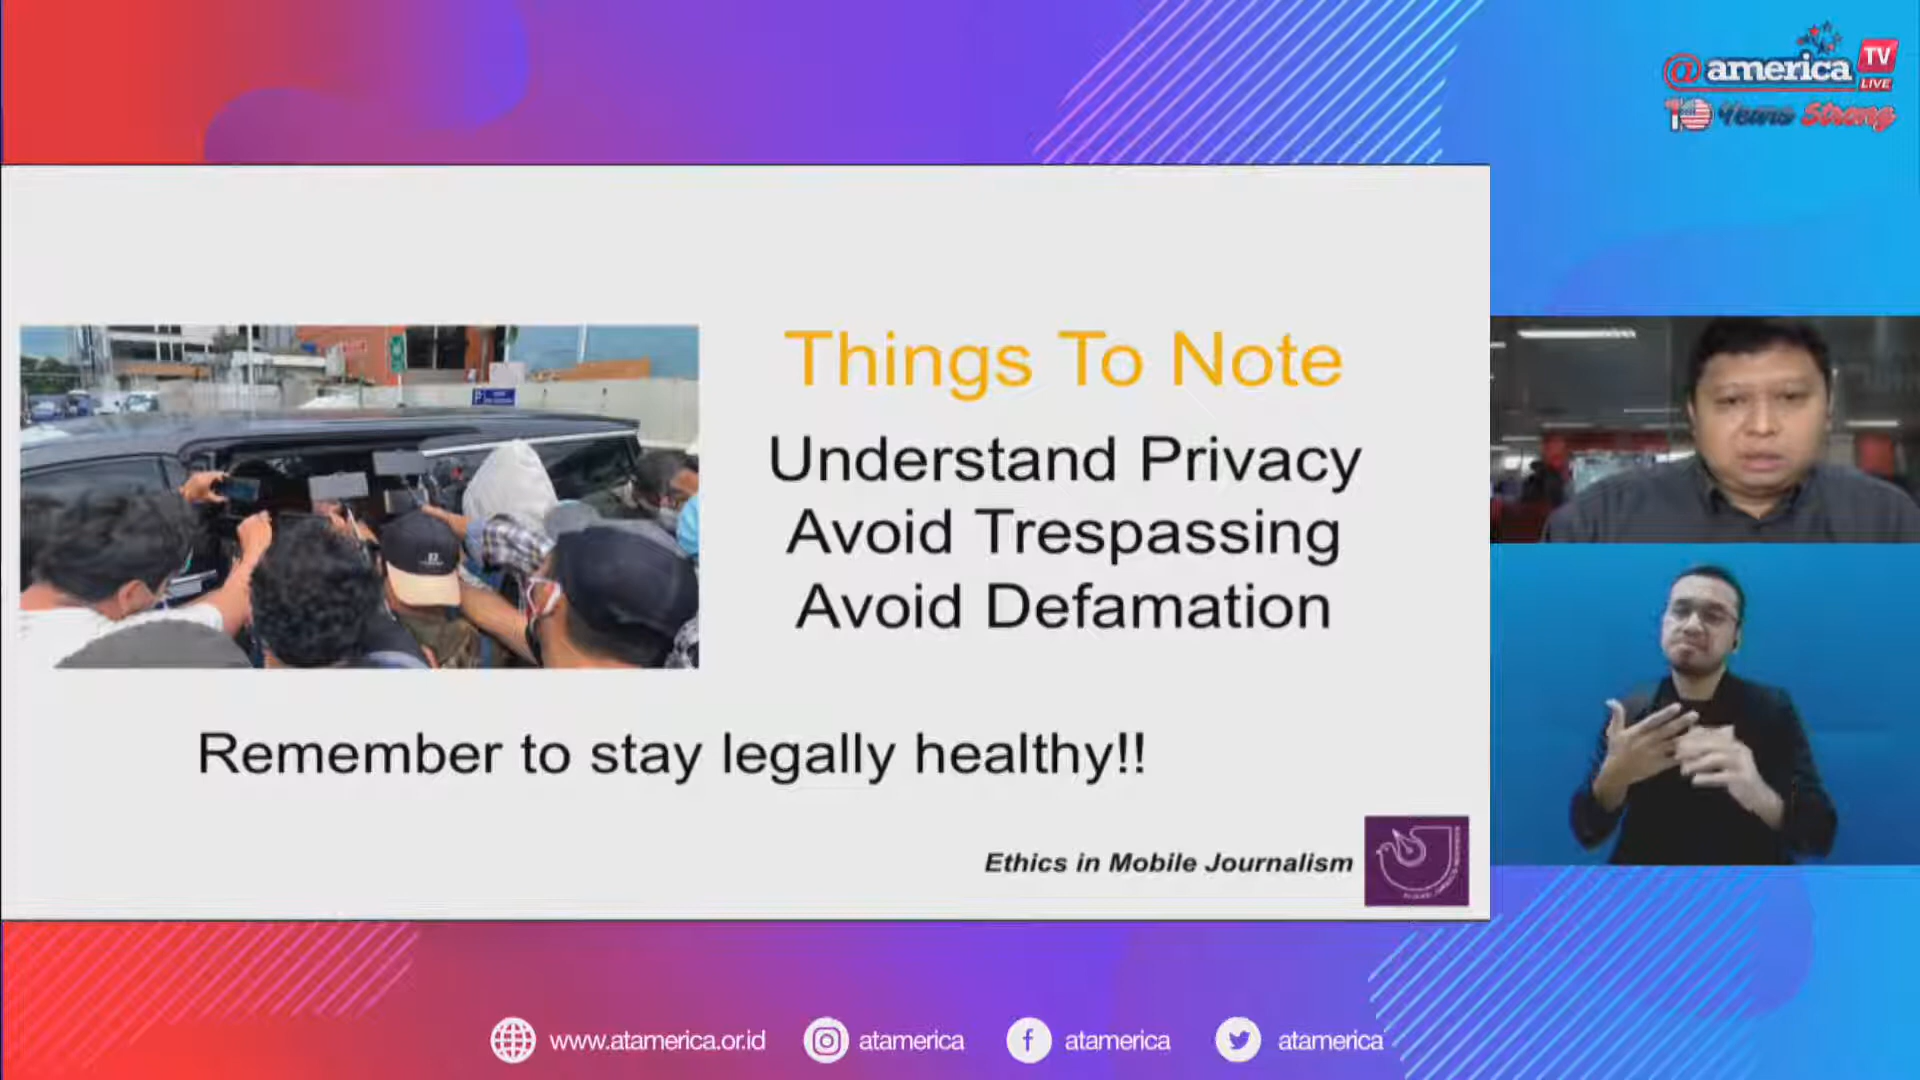 @america TV
LIVE
10 Years Strong
Things To Note
Understand Privacy
Avoid Trespassing
Avoid Defamation
Remember to stay legally healthy!!
Ethics in Mobile Journalism
www.atamerica.or.id
atamerica
atamerica
atamerica